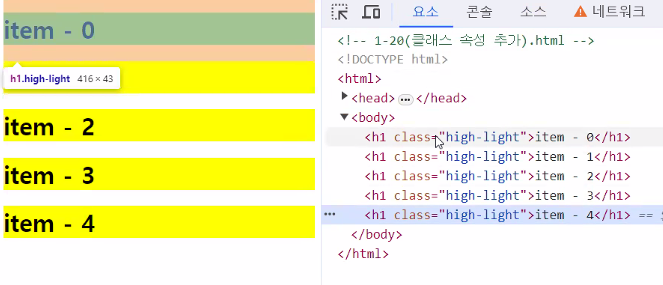 item - 0
h1.high-light 416 × 43
item - 2
item - 3
item - 4
요소 콘솔 소스 네트워크
<!-- 1-20(클래스 속성 추가).html -->
<!DOCTYPE html>
<html>
<head> ... </head>
<body>
<h1 class="high-light">item - 0</h1>
<h1 class="high-light">item - 1</h1>
<h1 class="high-light">item - 2</h1>
<h1 class="high-light">item - 3</h1>
... <h1 class="high-light">item - 4</h1> ==
</body>
</html>